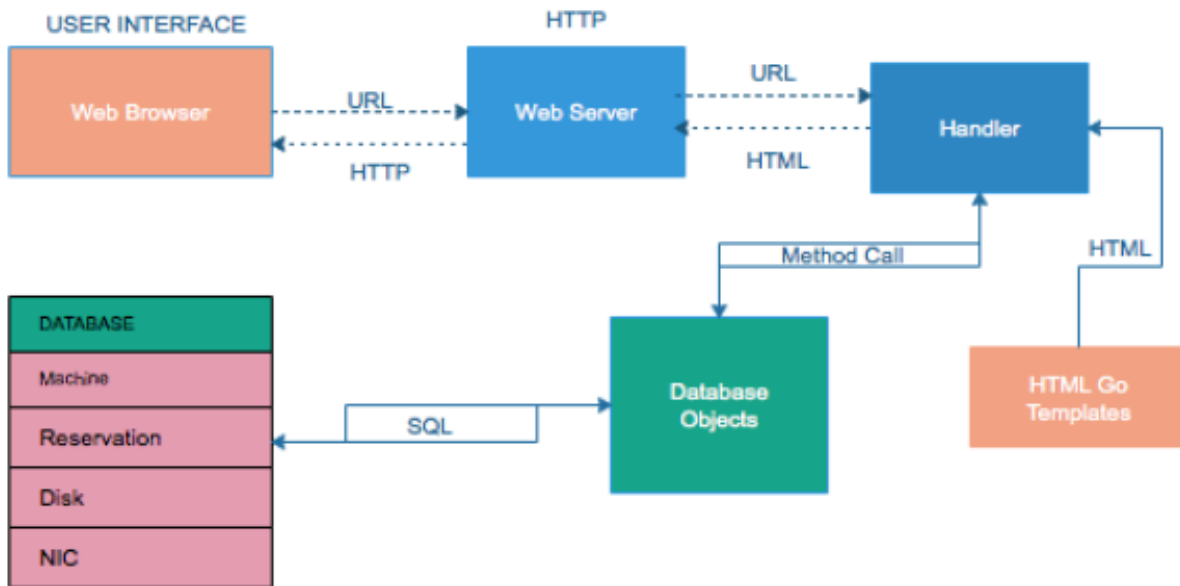 USER INTERFACE
HTTP
Web Browser
URL
HTTP
Web Server
URL
HTML
Handler
Method Call
HTML
DATABASE
Machine
Reservation
Disk
NIC
SQL
Database
Objects
HTML Go
Templates